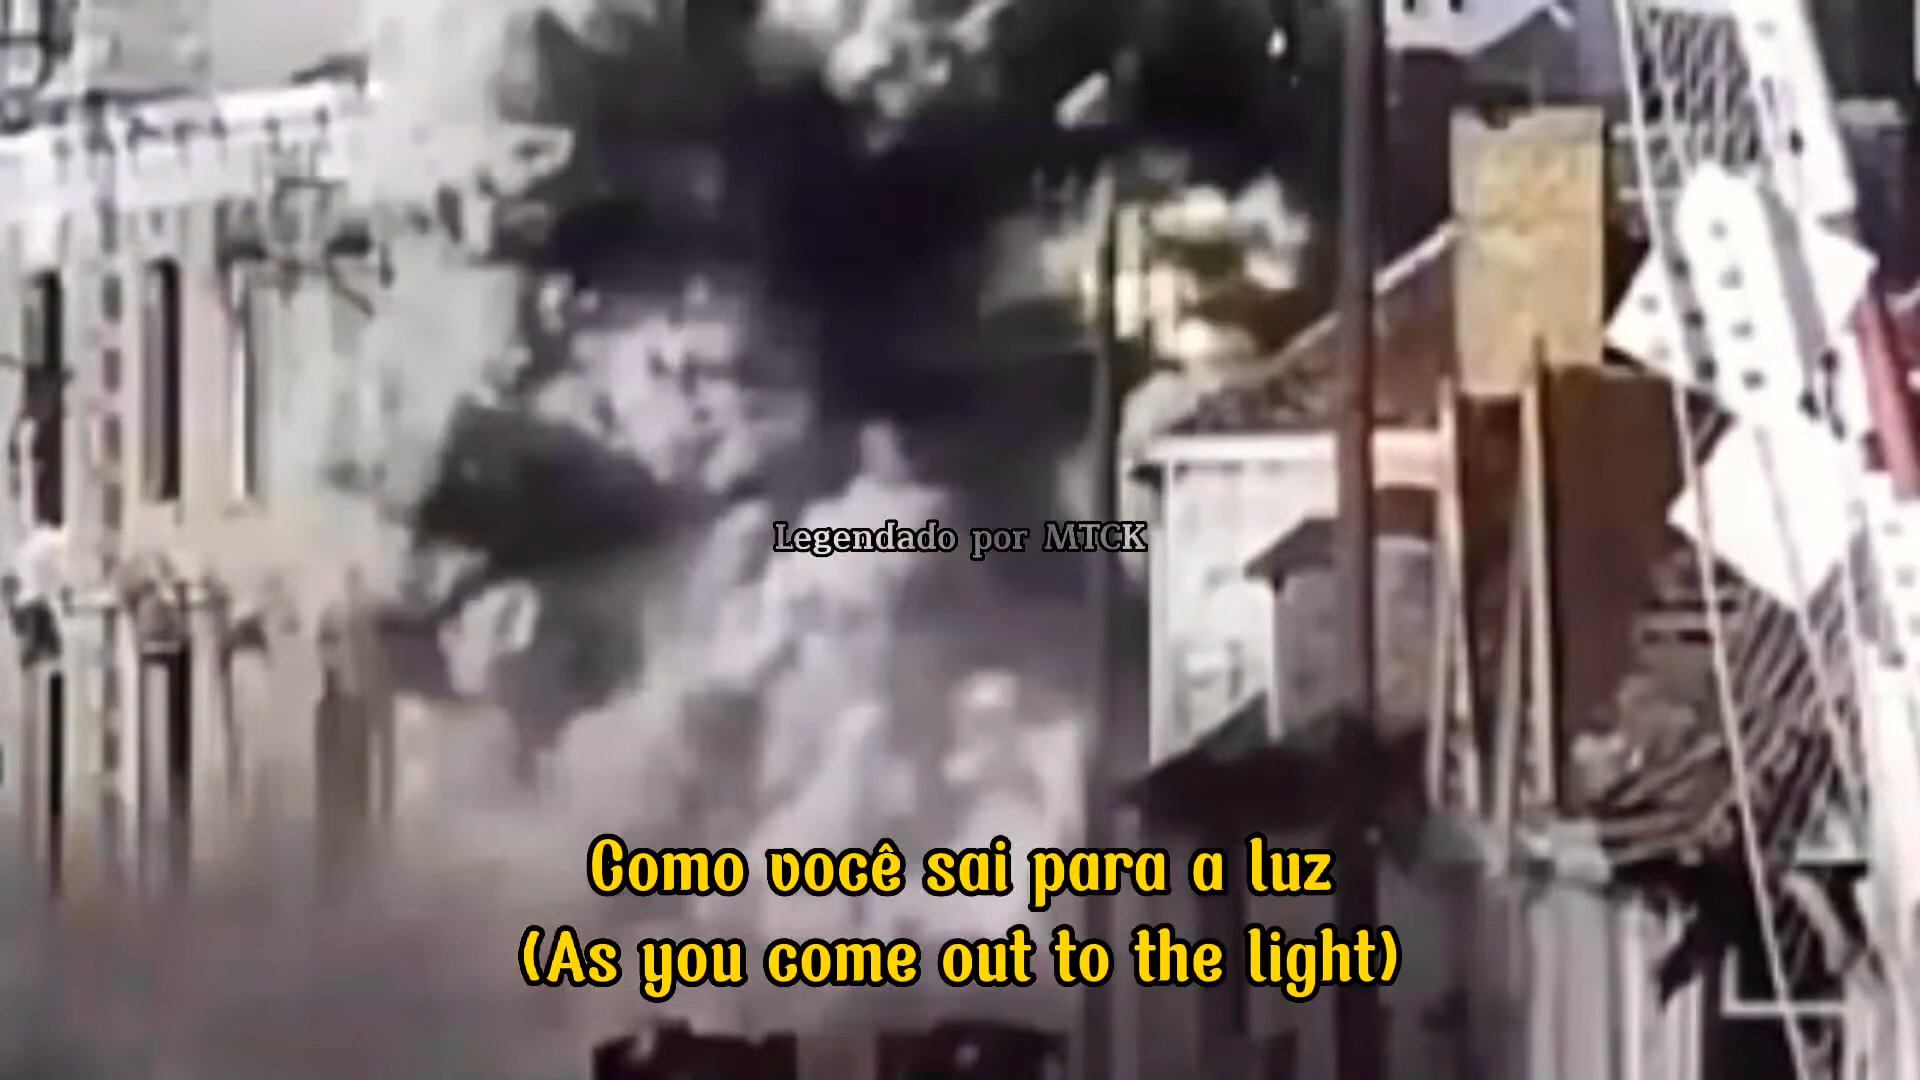 Legendado por MTCK
Como você sai para a luz
(As you come out to the light)